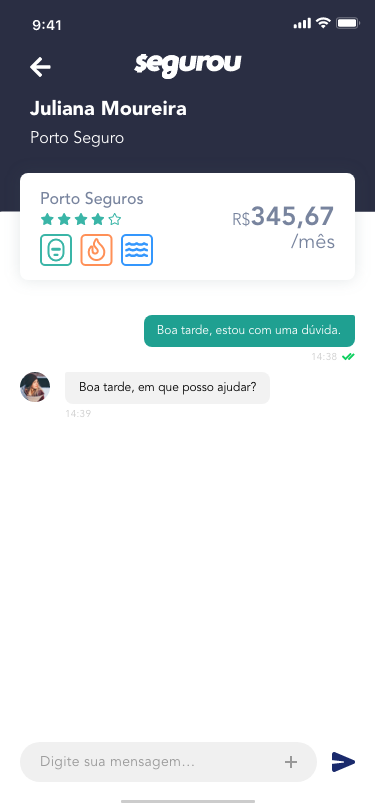 9:41
$egurou
Juliana Moureira
Porto Seguro
Porto Seguros
R$345,67
/mês
Boa tarde, estou com uma dúvida.
14:38
Boa tarde, em que posso ajudar?
14:39
Digite sua mensagem...